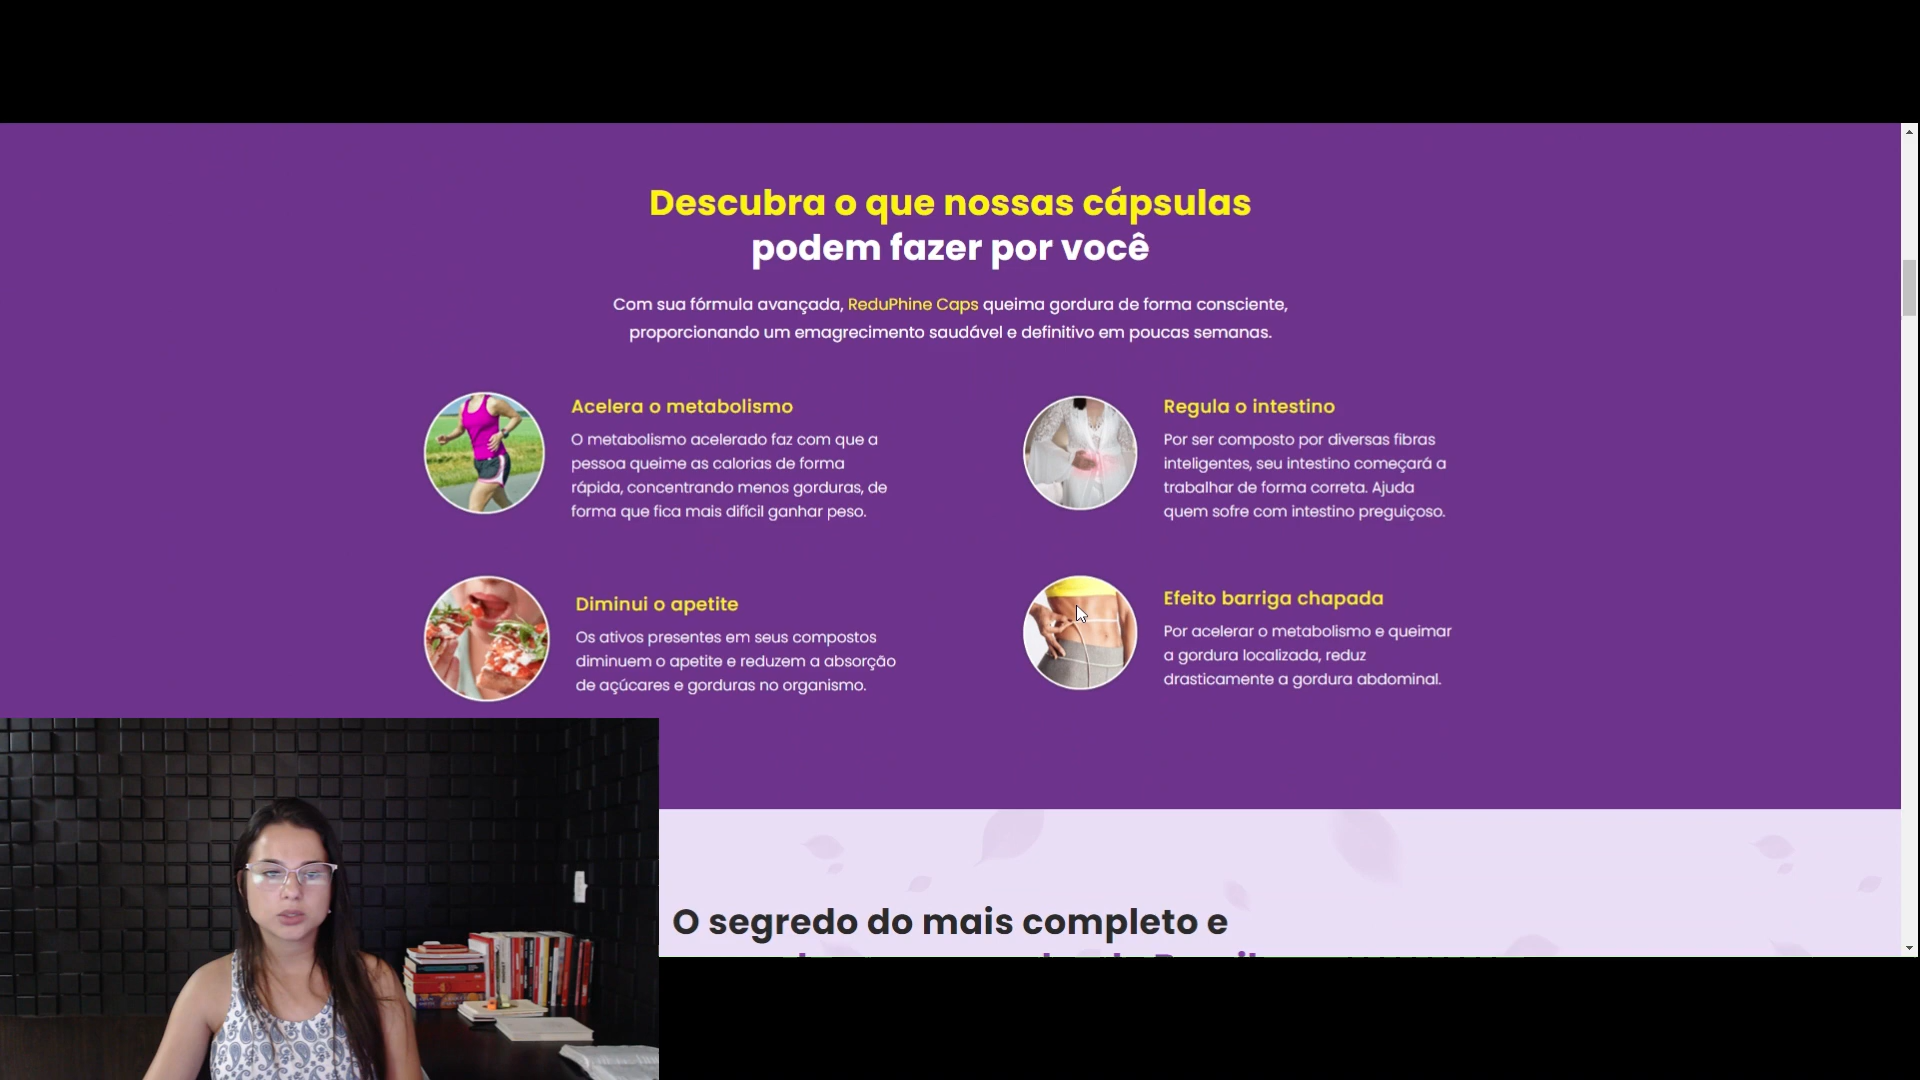 Descubra o que nossas cápsulas
podem fazer por você
Com sua fórmula avançada, ReduPhine Caps queima gordura de forma consciente,
proporcionando um emagrecimento saudável e definitivo em poucas semanas.
Acelera o metabolismo
O metabolismo acelerado faz com que a
pessoa queime as calorias de forma
rápida, concentrando menos gorduras, de
forma que fica mais difícil ganhar peso.
Regula o intestino
Por ser composto por diversas fibras
inteligentes, seu intestino começará a
trabalhar de forma correta. Ajuda
quem sofre com intestino preguiçoso.
Diminui o apetite
Os ativos presentes em seus compostos
diminuem o apetite e reduzem a absorção
de açúcares e gorduras no organismo.
Efeito barriga chapada
Por acelerar o metabolismo e queimar
a gordura localizada, reduz
drasticamente a gordura abdominal.
O segredo do mais completo e